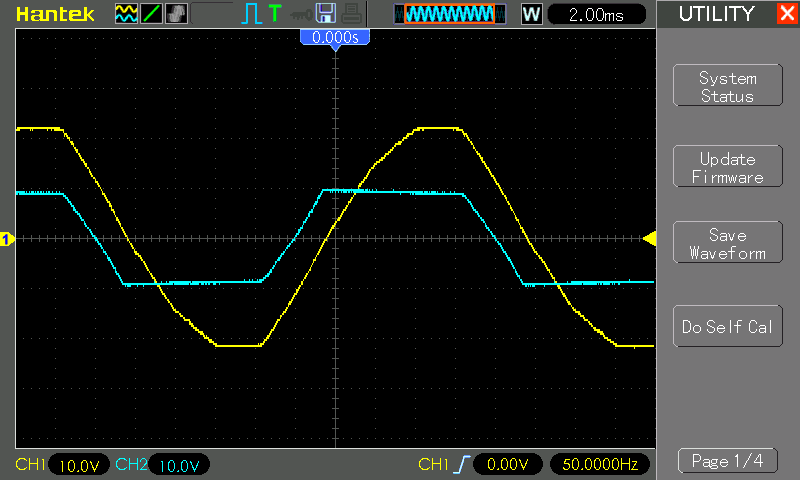 Hantek
T
W
2.00ms
UTILITY
X
0.000s
System
Status
Update
Firmware
Save
Waveform
Do Self Cal
Page 1/4
1
CH1 10.0V CH2 10.0V
CH1 0.00V 50.0000Hz